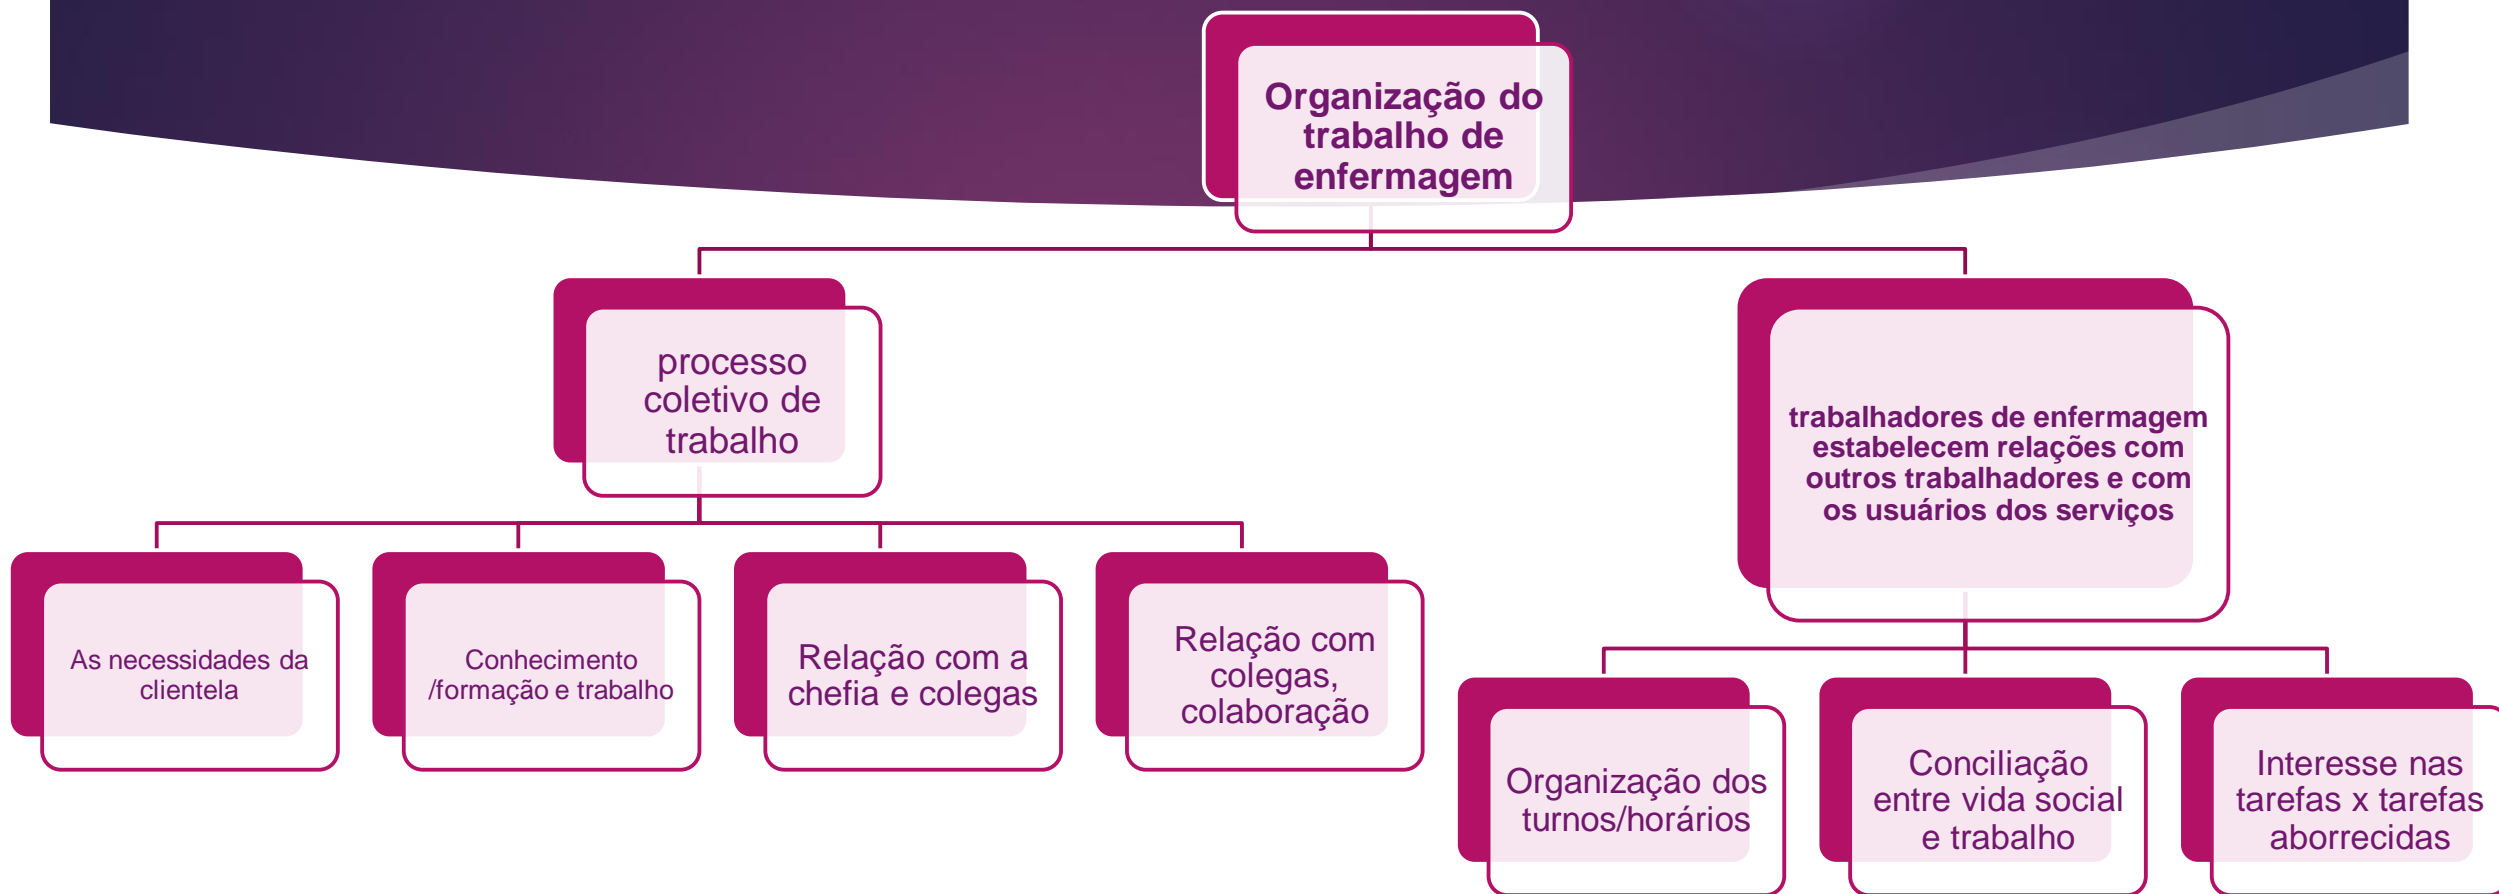 Organização do
trabalho de
enfermagem
processo
coletivo de
trabalho
trabalhadores de enfermagem
estabelecem relações com
outros trabalhadores e com
os usuários dos serviços
As necessidades da
clientela
Conhecimento
/formação e trabalho
Relação com a
chefia e colegas
Relação com
colegas,
colaboração
Organização dos
turnos/horários
Conciliação
entre vida social
e trabalho
Interesse nas
tarefas x tarefas
aborrecidas